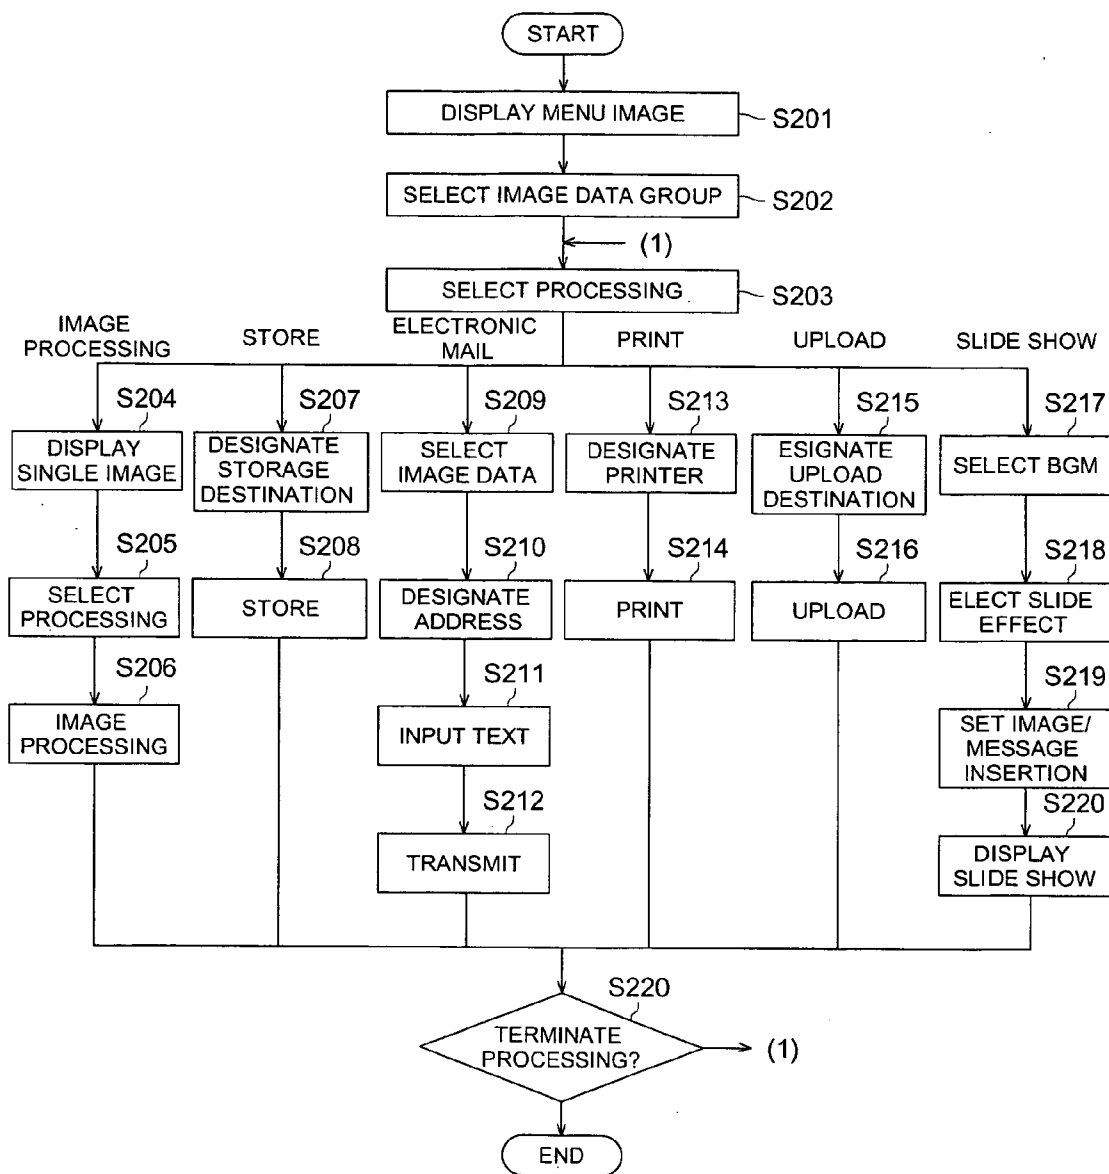 START
DISPLAY MENU IMAGE
S201
SELECT IMAGE DATA GROUP
S202
(1)
SELECT PROCESSING
S203
IMAGE
PROCESSING
STORE
ELECTRONIC
MAIL
PRINT
UPLOAD
SLIDE SHOW
S204
DISPLAY
SINGLE IMAGE
S205
SELECT
PROCESSING
S206
IMAGE
PROCESSING
S207
DESIGNATE
STORAGE
DESTINATION
S208
STORE
S209
SELECT
IMAGE DATA
S210
DESIGNATE
ADDRESS
S211
INPUT TEXT
S212
TRANSMIT
S213
DESIGNATE
PRINTER
S214
PRINT
S215
ESIGNATE
UPLOAD
DESTINATION
S216
UPLOAD
S217
SELECT BGM
S218
ELECT SLIDE
EFFECT
S219
SET IMAGE/
MESSAGE
INSERTION
S220
DISPLAY
SLIDE SHOW
S220
TERMINATE
PROCESSING?
(1)
END